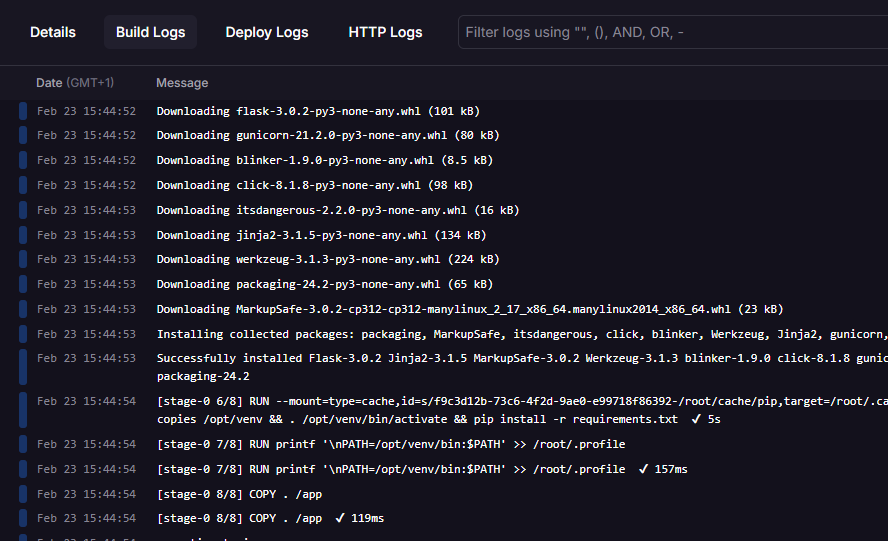 Details Build Logs Deploy Logs HTTP Logs Filter logs using "", (), AND, OR, -
Date (GMT+1) Message
Feb 23 15:44:52 Downloading flask-3.0.2-py3-none-any.whl (101 kB)
Feb 23 15:44:52 Downloading gunicorn-21.2.0-py3-none-any.whl (80 kB)
Feb 23 15:44:52 Downloading blinker-1.9.0-py3-none-any.whl (8.5 kB)
Feb 23 15:44:52 Downloading click-8.1.8-py3-none-any.whl (98 kB)
Feb 23 15:44:53 Downloading itsdangerous-2.2.0-py3-none-any.whl (16 kB)
Feb 23 15:44:53 Downloading jinja2-3.1.5-py3-none-any.whl (134 kB)
Feb 23 15:44:53 Downloading werkzeug-3.1.3-py3-none-any.whl (224 kB)
Feb 23 15:44:53 Downloading packaging-24.2-py3-none-any.whl (65 kB)
Feb 23 15:44:53 Downloading MarkupSafe-3.0.2-cp312-cp312-manylinux_2_17_x86_64.manylinux2014_x86_64.whl (23 kB)
Feb 23 15:44:53 Installing collected packages: packaging, MarkupSafe, itsdangerous, click, blinker, Werkzeug, Jinja2, gunicorn,
Feb 23 15:44:53 Successfully installed Flask-3.0.2 Jinja2-3.1.5 MarkupSafe-3.0.2 Werkzeug-3.1.3 blinker-1.9.0 click-8.1.8 gunic
packaging-24.2
Feb 23 15:44:54 [stage-0 6/8] RUN --mount=type=cache,id=s/f9c3d12b-73c6-4f2d-9ae0-e99718f86392-/root/cache/pip,target=/root/.ca
copies /opt/venv && . /opt/venv/bin/activate && pip install -r requirements.txt ✔ 5s
Feb 23 15:44:54 [stage-0 7/8] RUN printf '\nPATH=/opt/venv/bin:$PATH' >> /root/.profile
Feb 23 15:44:54 [stage-0 7/8] RUN printf '\nPATH=/opt/venv/bin:$PATH' >> /root/.profile ✔ 157ms
Feb 23 15:44:54 [stage-0 8/8] COPY . /app
Feb 23 15:44:54 [stage-0 8/8] COPY . /app ✔ 119ms